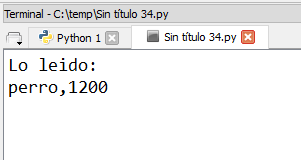 Terminal - C:\temp\Sin título 34.py
Python 1
Sin título 34.py
Lo leido:
perro,1200